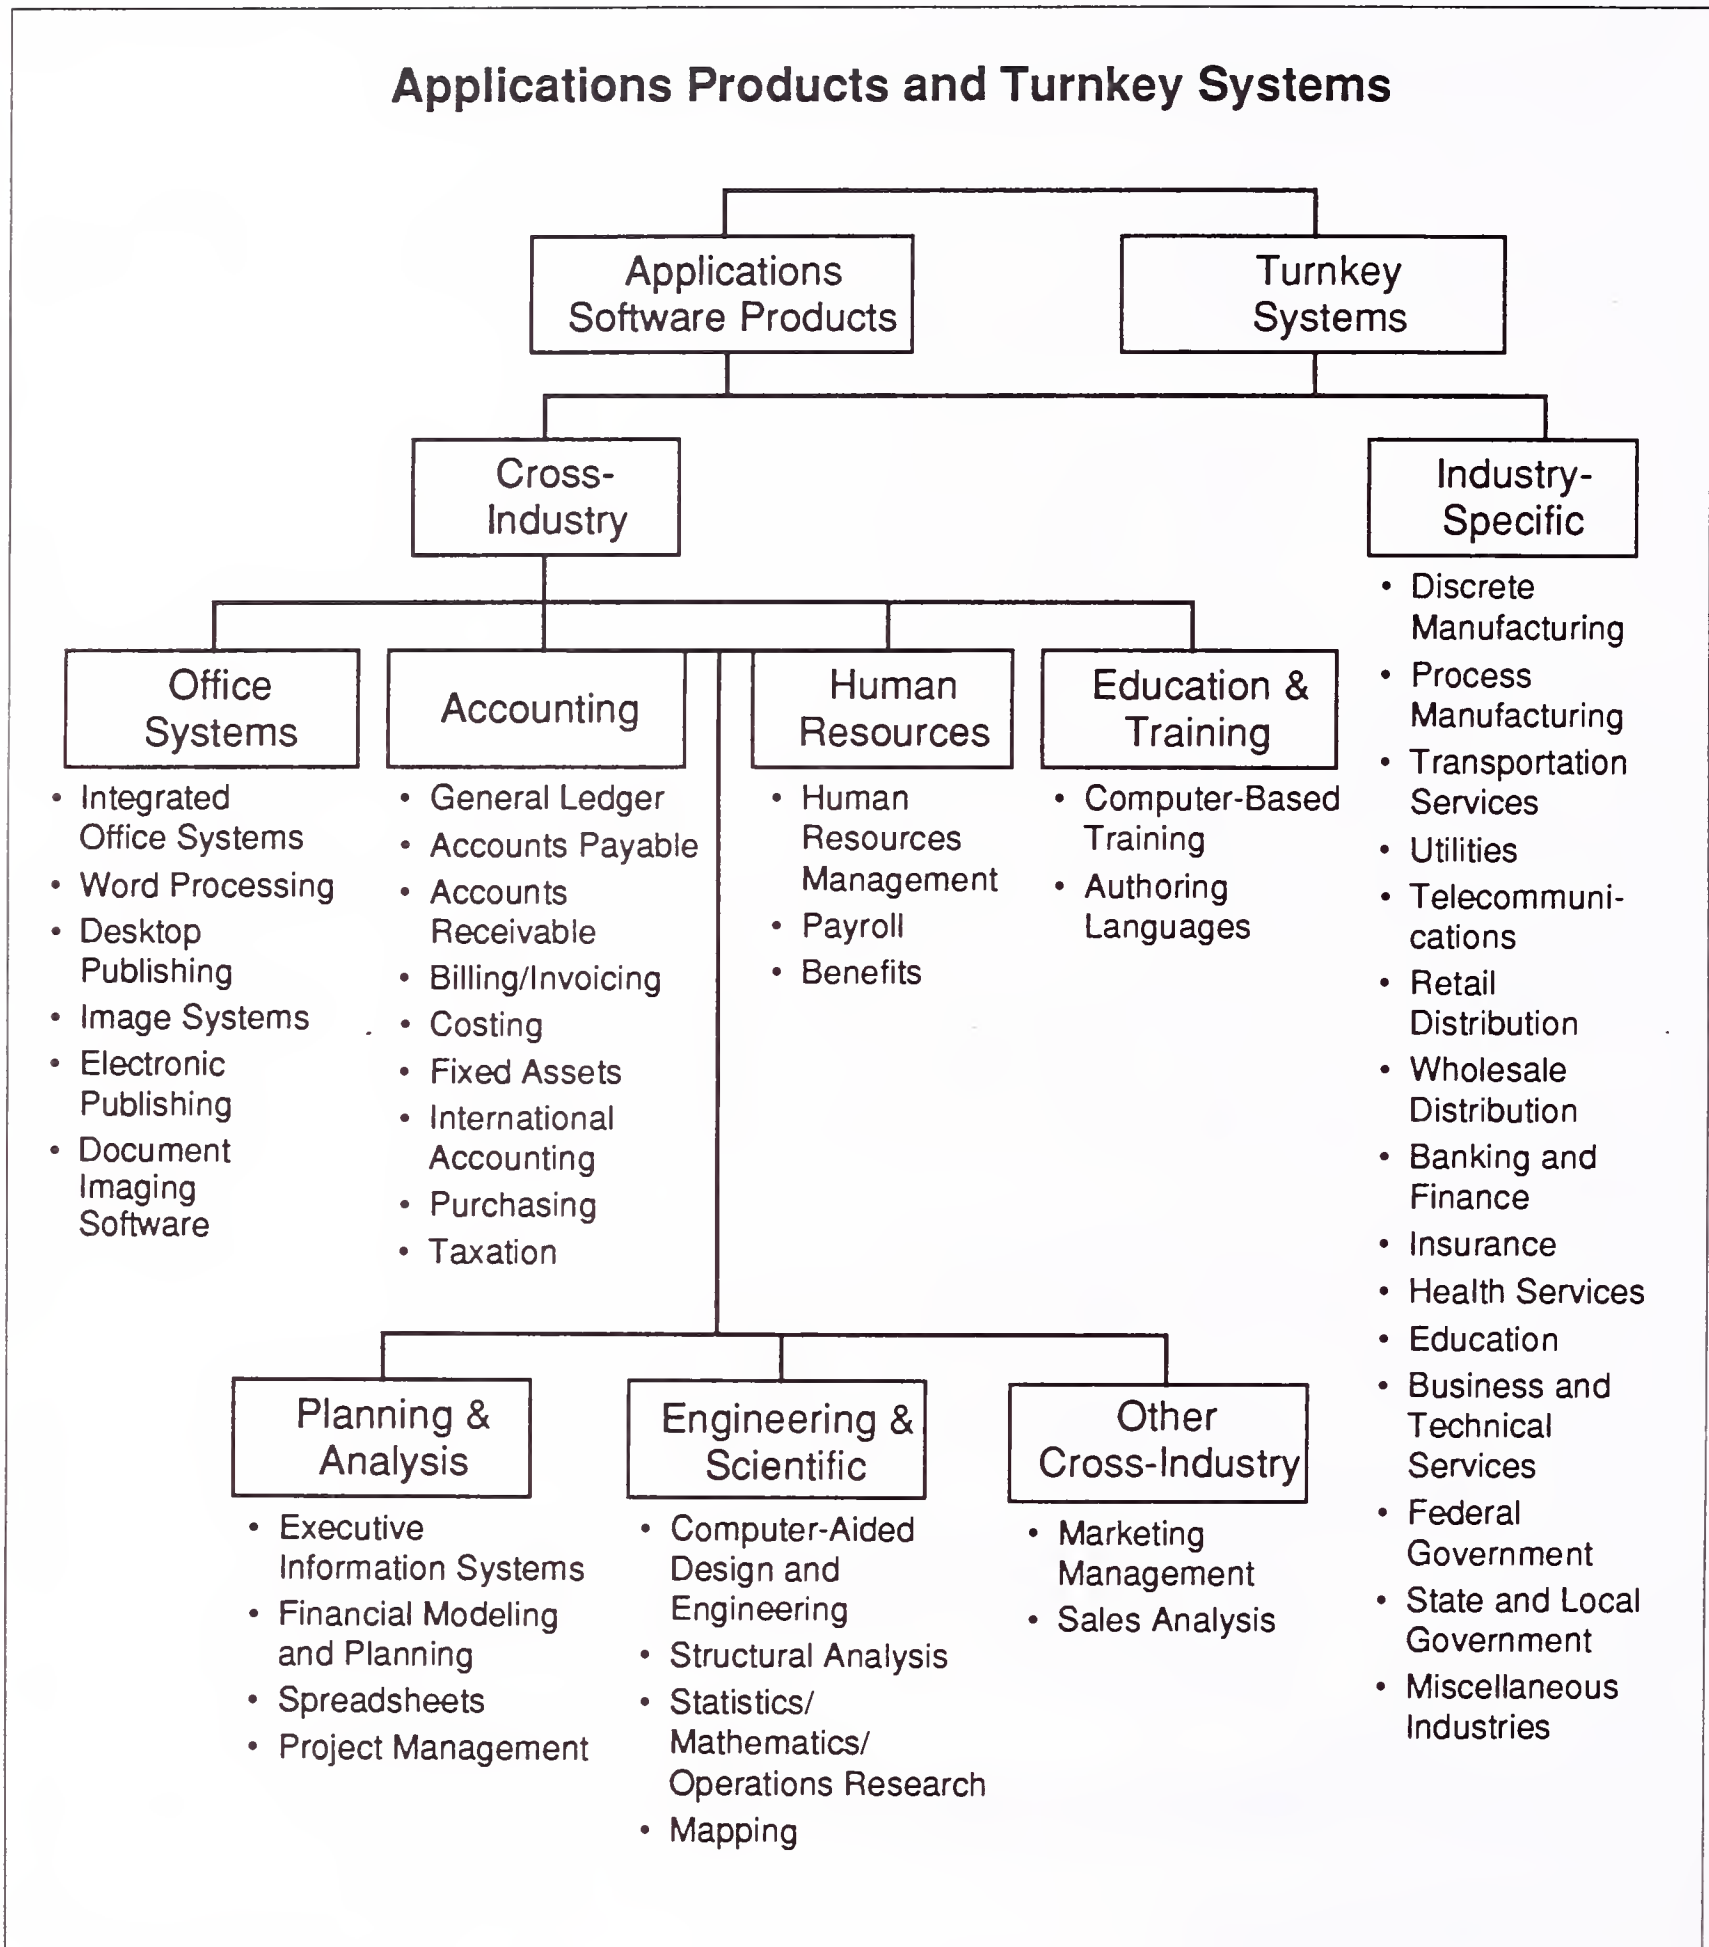 Applications Products and Turnkey Systems
Applications
Software Products
Turnkey
Systems
Cross-
Industry
Industry-
Specific
• Discrete
Manufacturing
• Process
Manufacturing
• Transportation
Services
• Utilities
• Telecommuni-
cations
• Retail
Distribution
• Wholesale
Distribution
• Banking and
Finance
• Insurance
• Health Services
• Education
• Business and
Technical
Services
• Federal
Government
• State and Local
Government
• Miscellaneous
Industries
Office
Systems
• Integrated
Office Systems
• Word Processing
• Desktop
Publishing
• Image Systems
• Electronic
Publishing
• Document
Imaging
Software
Accounting
• General Ledger
• Accounts Payable
• Accounts
Receivable
• Billing/Invoicing
• Costing
• Fixed Assets
• International
Accounting
• Purchasing
• Taxation
Human
Resources
• Human
Resources
Management
• Payroll
• Benefits
Education &
Training
• Computer-Based
Training
• Authoring
Languages
Planning &
Analysis
• Executive
Information Systems
• Financial Modeling
and Planning
• Spreadsheets
• Project Management
Engineering &
Scientific
• Computer-Aided
Design and
Engineering
• Structural Analysis
• Statistics/
Mathematics/
Operations Research
• Mapping
Other
Cross-Industry
• Marketing
Management
• Sales Analysis